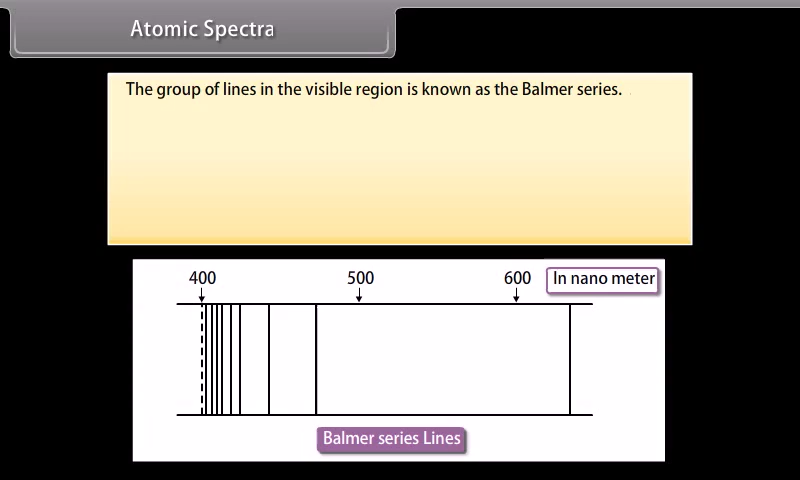 Atomic Spectra
The group of lines in the visible region is known as the Balmer series.
400 500 600 In nano meter
Balmer series Lines